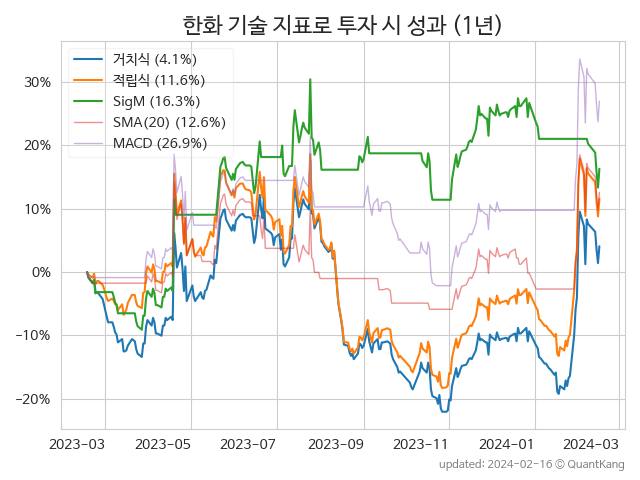 한화 기술 지표로 투자 시 성과 (1년)
거치식 (4.1%)
적립식 (11.6%)
SigM (16.3%)
SMA(20) (12.6%)
MACD (26.9%)
30%
20%
10%
0%
−10%
−20%
2023-03 2023-05 2023-07 2023-09 2023-11 2024-01 2024-03
updated: 2024-02-16 © QuantKang